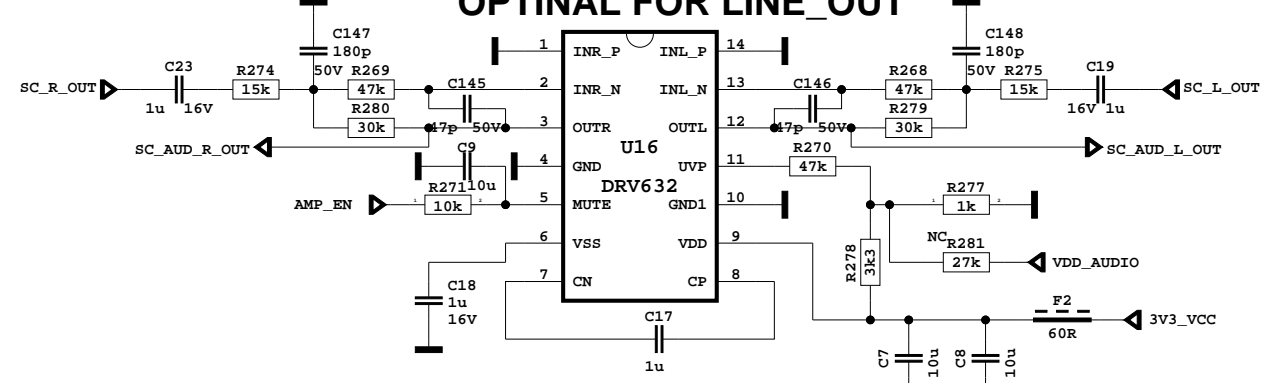 OPTINAL FOR LINE_OUT
C147
180p
50V
C148
180p
50V
1 INR_P INL_P 14
C23
1u 16V
R274
15k
R269
47k
C145
47p 50V
2 INR_N INL_N 13
C146
47p 50V
R268
47k
R275
15k
C19
16V 1u
SC_R_OUT
SC_L_OUT
R280
30k
3 OUTR OUTL 12
R279
30k
SC_AUD_R_OUT
SC_AUD_L_OUT
U16
DRV632
C9
10u
4 GND UVP 11
R270
47k
AMP_EN
1 R271 2
10k
5 MUTE GND1 10
1 R277 2
1k
6 VSS VDD 9
R278
3k3
NC R281
27k
VDD_AUDIO
7 CN CP 8
C18
1u
16V
C17
1u
F2
60R
3V3_VCC
C7
10u
C8
10u